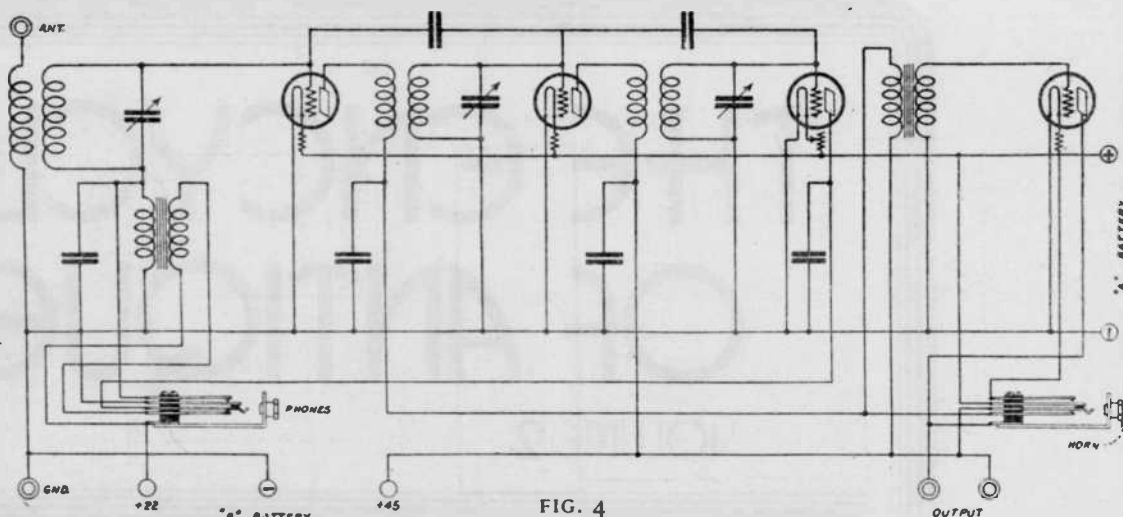 ANT.
+
"A" BATTERY
−
PHONES
HORN
GND.
+22
−
+45
"B" BATTERY
FIG. 4
OUTPUT